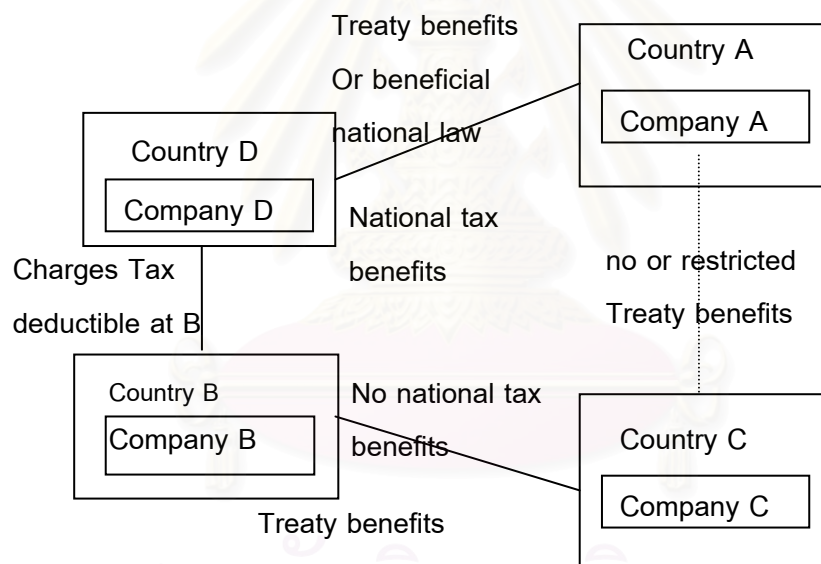 Treaty benefits
Or beneficial
national law
Country A
Company A
Country D
Company D
National tax
benefits
Charges Tax
deductible at B
no or restricted
Treaty benefits
Country B
Company B
No national tax
benefits
Country C
Company C
Treaty benefits